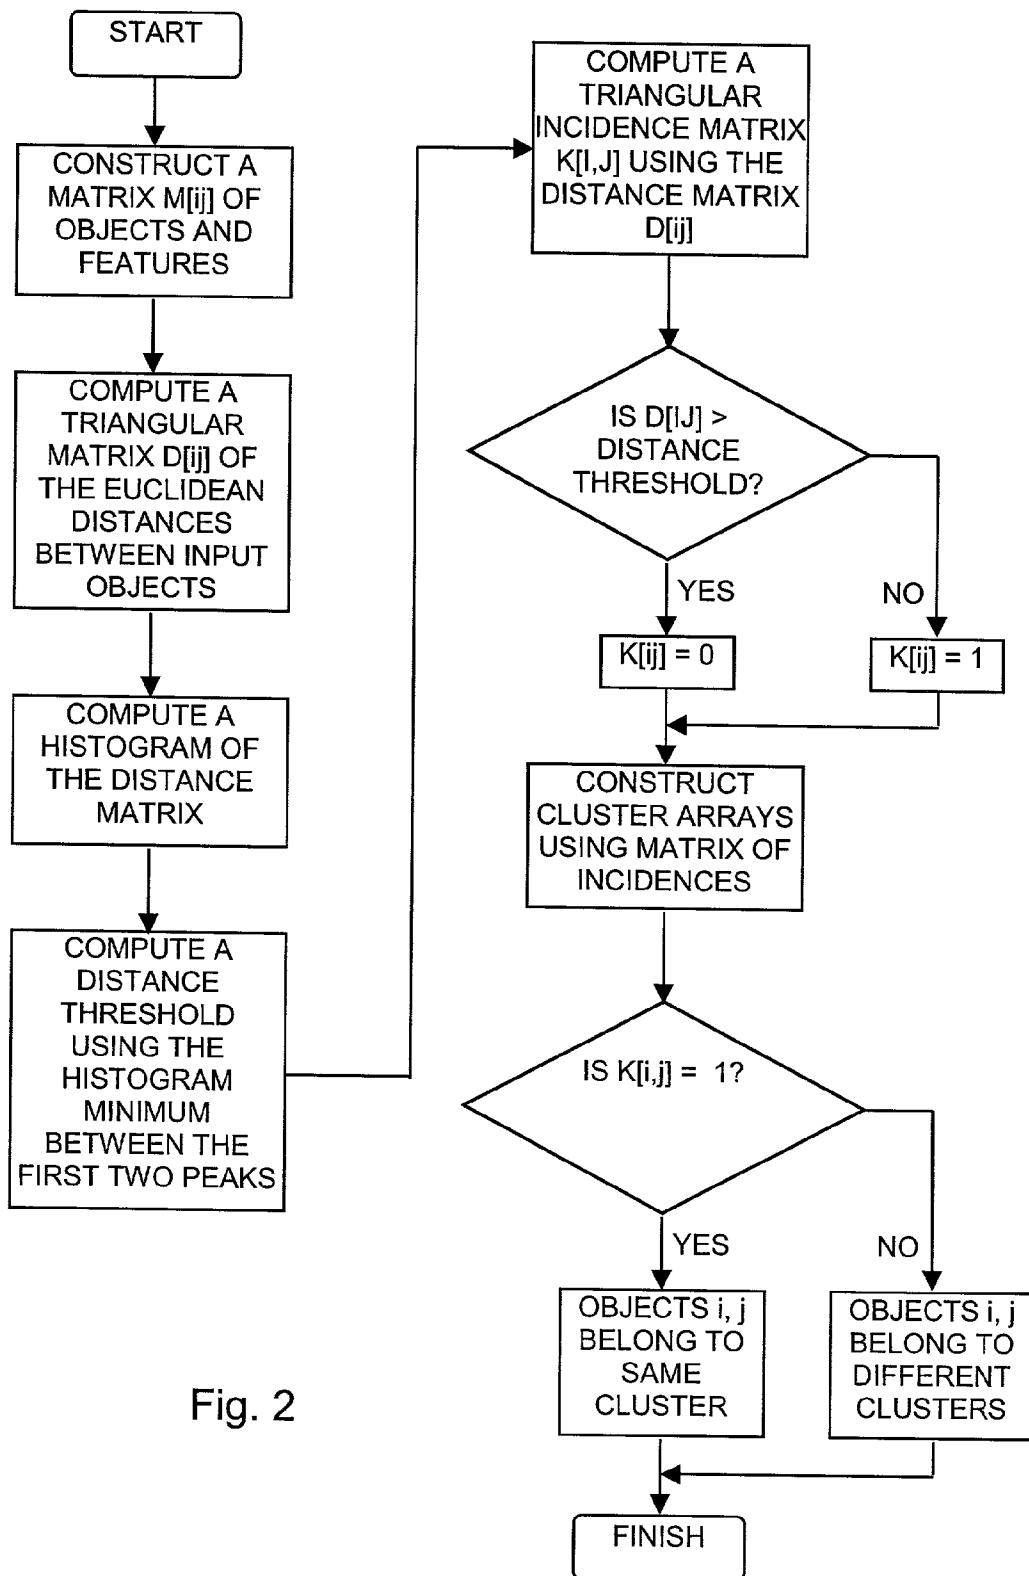 START
CONSTRUCT A
MATRIX M[ij] OF
OBJECTS AND
FEATURES
COMPUTE A
TRIANGULAR
MATRIX D[ij] OF
THE EUCLIDEAN
DISTANCES
BETWEEN INPUT
OBJECTS
COMPUTE A
HISTOGRAM OF
THE DISTANCE
MATRIX
COMPUTE A
DISTANCE
THRESHOLD
USING THE
HISTOGRAM
MINIMUM
BETWEEN THE
FIRST TWO PEAKS
COMPUTE A
TRIANGULAR
INCIDENCE MATRIX
K[I,J] USING THE
DISTANCE MATRIX
D[ij]
IS D[IJ] >
DISTANCE
THRESHOLD?
YES
NO
K[ij] = 0
K[ij] = 1
CONSTRUCT
CLUSTER ARRAYS
USING MATRIX OF
INCIDENCES
IS K[i,j] = 1?
YES
NO
OBJECTS i, j
BELONG TO
SAME
CLUSTER
OBJECTS i, j
BELONG TO
DIFFERENT
CLUSTERS
FINISH
Fig. 2